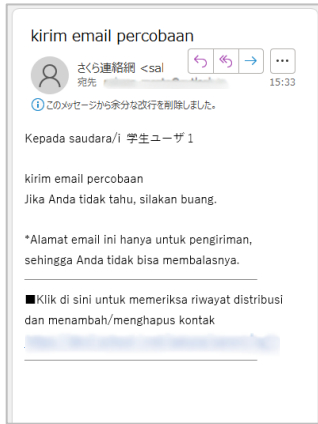 kirim email percobaan
さくら連絡網 <sal
宛先
15:33
このメッセージから余分な改行を削除しました。
Kepada saudara/i 学生ユーザ1
kirim email percobaan
Jika Anda tidak tahu, silakan buang.
*Alamat email ini hanya untuk pengiriman,
sehingga Anda tidak bisa membalasnya.
■Klik di sini untuk memeriksa riwayat distribusi
dan menambah/menghapus kontak